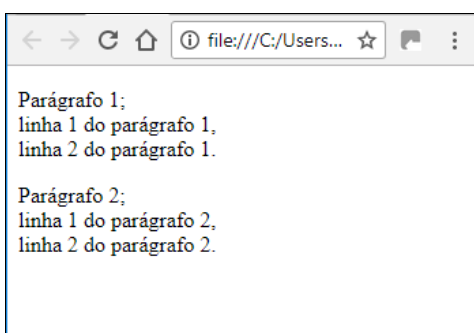 file:///C:/Users...
Parágrafo 1;
linha 1 do parágrafo 1,
linha 2 do parágrafo 1.
Parágrafo 2;
linha 1 do parágrafo 2,
linha 2 do parágrafo 2.